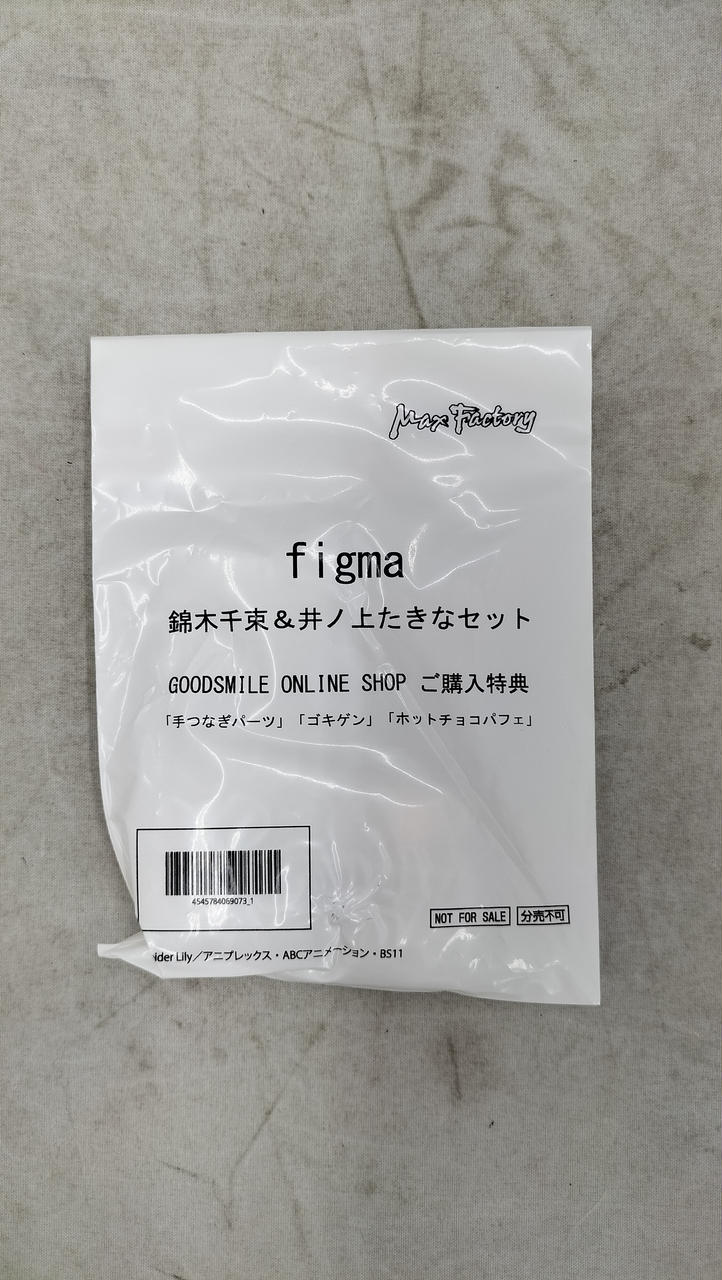 Max Factory
figma
錦木千束＆井ノ上たきなセット
GOODSMILE ONLINE SHOP ご購入特典
「手つなぎパーツ」「ゴキゲン」「ホットチョコパフェ」
4545784069073_1
NOT FOR SALE 分売不可
Lily／アニプレックス・ABCアニメーション・BS11